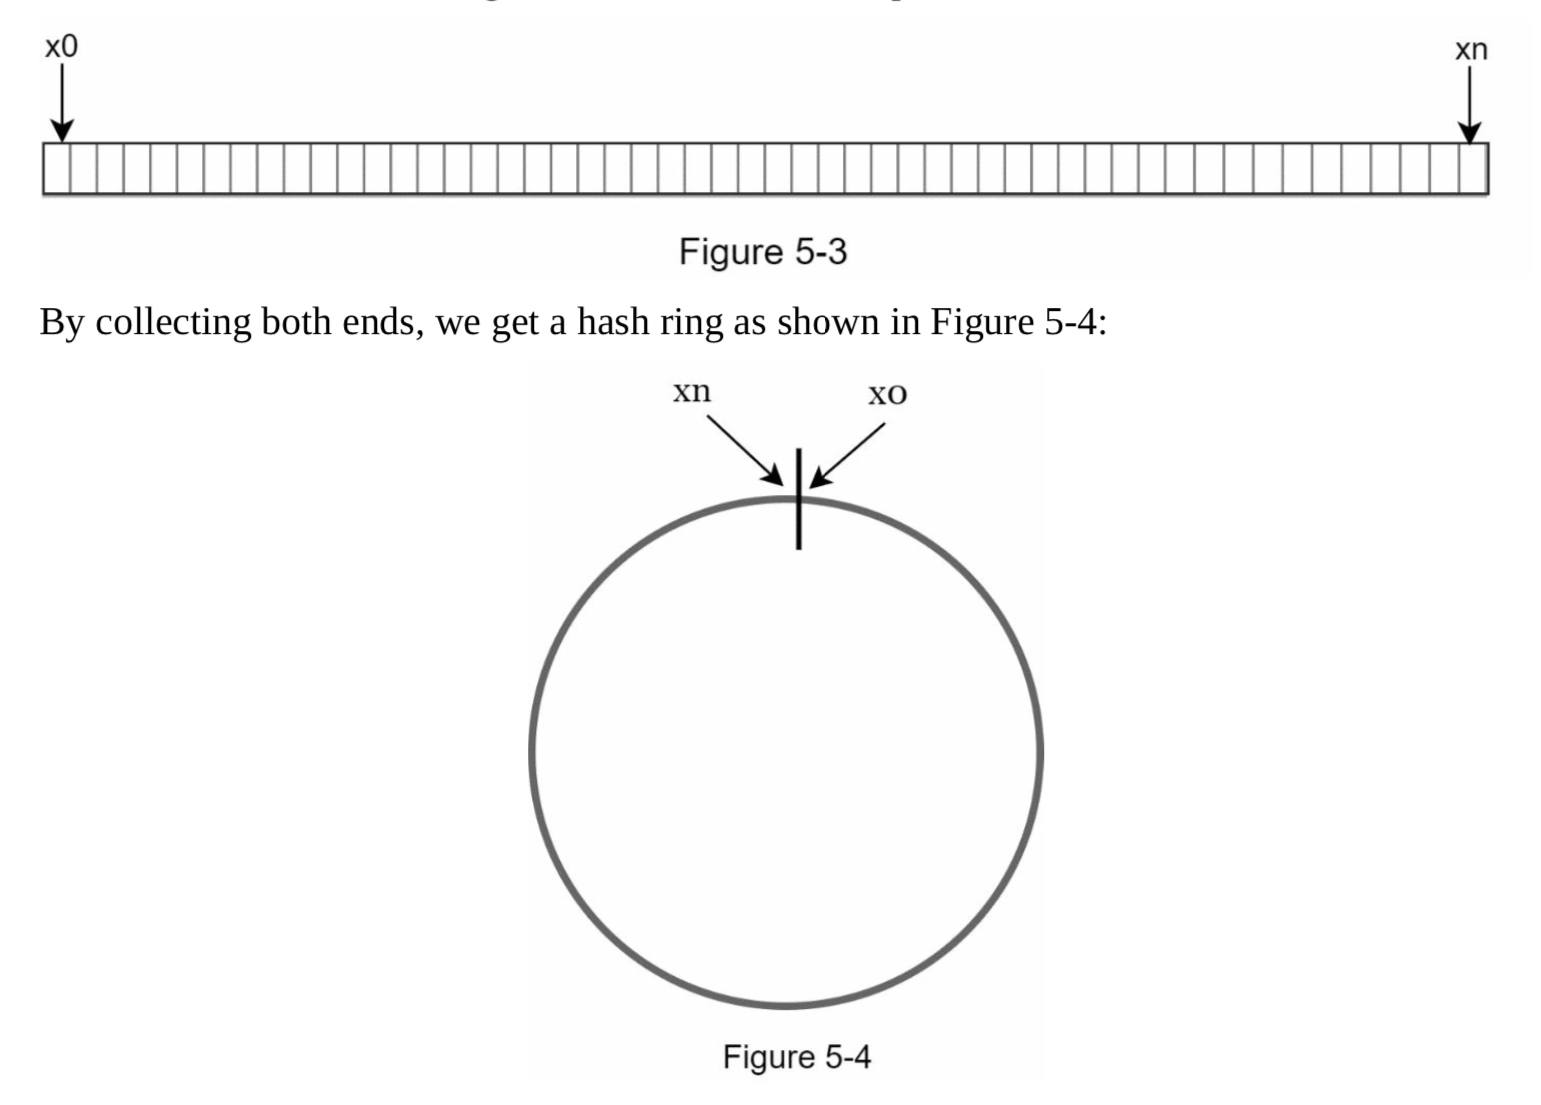 x0
xn
Figure 5-3
By collecting both ends, we get a hash ring as shown in Figure 5-4:
xn
xo
Figure 5-4